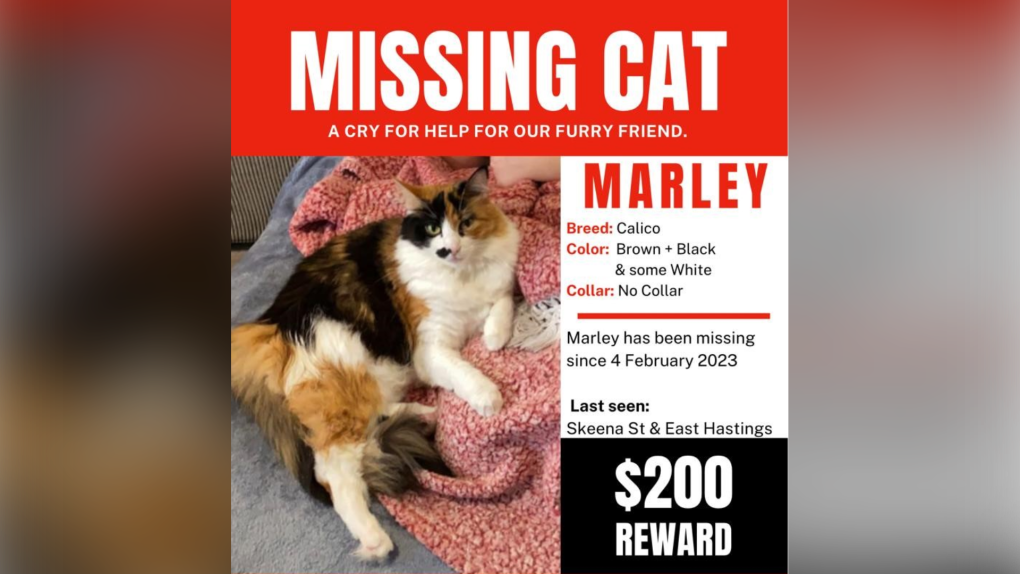 MISSING CAT
A CRY FOR HELP FOR OUR FURRY FRIEND.
MARLEY
Breed: Calico
Color: Brown + Black
& some White
Collar: No Collar
Marley has been missing
since 4 February 2023
Last seen:
Skeena St & East Hastings
$200
REWARD